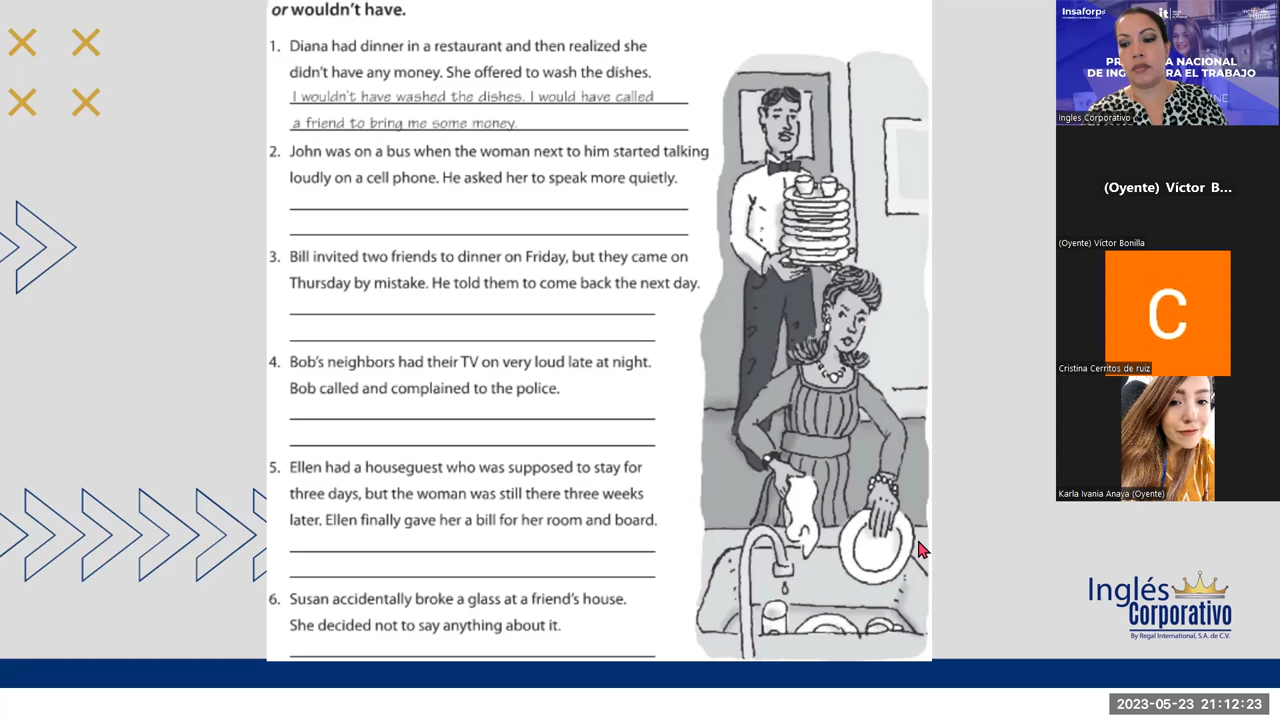 or wouldn't have.
1. Diana had dinner in a restaurant and then realized she
didn't have any money. She offered to wash the dishes.
I wouldn't have washed the dishes. I would have called
a friend to bring me some money.
2. John was on a bus when the woman next to him started talking
loudly on a cell phone. He asked her to speak more quietly.
3. Bill invited two friends to dinner on Friday, but they came on
Thursday by mistake. He told them to come back the next day.
4. Bob's neighbors had their TV on very loud late at night.
Bob called and complained to the police.
5. Ellen had a houseguest who was supposed to stay for
three days, but the woman was still there three weeks
later. Ellen finally gave her a bill for her room and board.
6. Susan accidentally broke a glass at a friend's house.
She decided not to say anything about it.
Insaforp
it
NACIONAL
DE
PARA EL TRABAJO
Ingles Corporativo
(Oyente) Víctor B...
(Oyente) Víctor Bonilla
C
Cristina Cerritos de ruiz
Karla Ivania Anaya (Oyente)
Inglés
Corporativo
By Regal International, S.A. de C.V.
2023-05-23 21:12:23